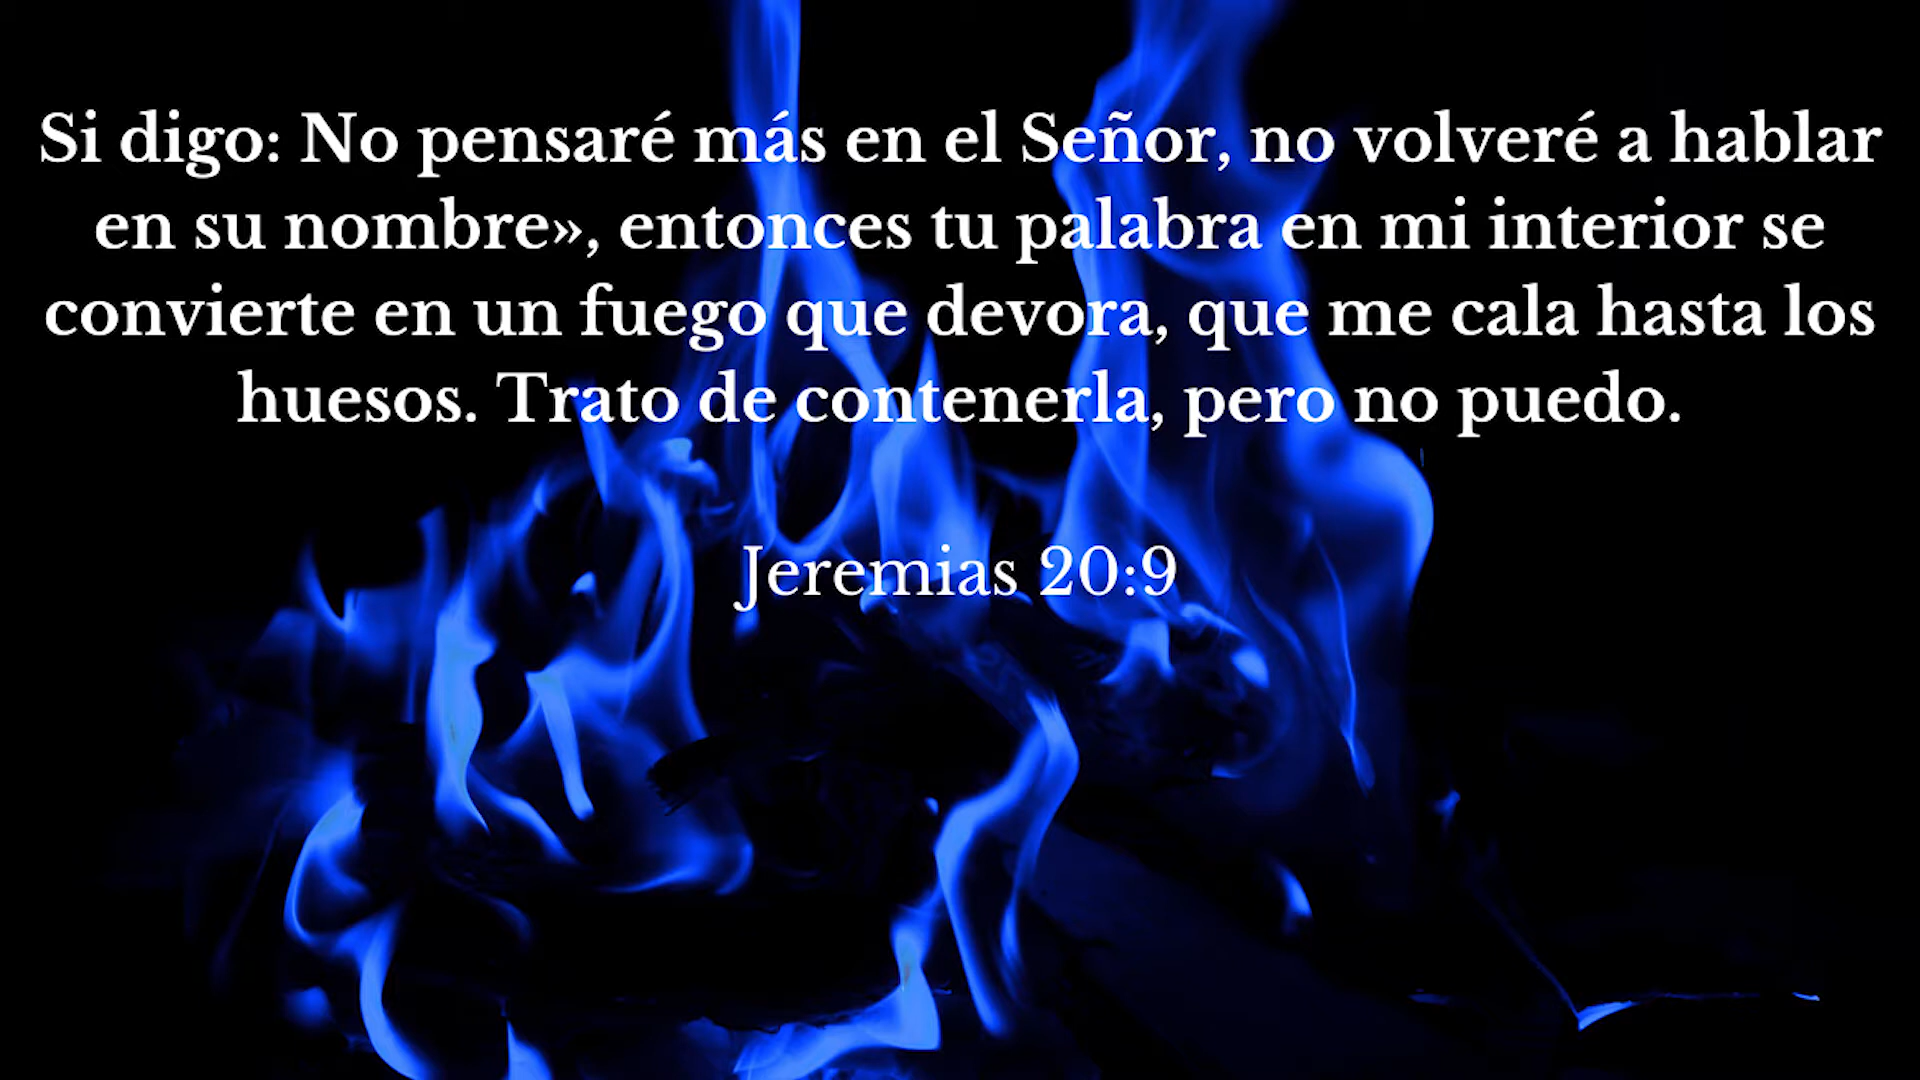 Si digo: No pensaré más en el Señor, no volveré a hablar
en su nombre», entonces tu palabra en mi interior se
convierte en un fuego que devora, que me cala hasta los
huesos. Trato de contenerla, pero no puedo.
Jeremias 20:9